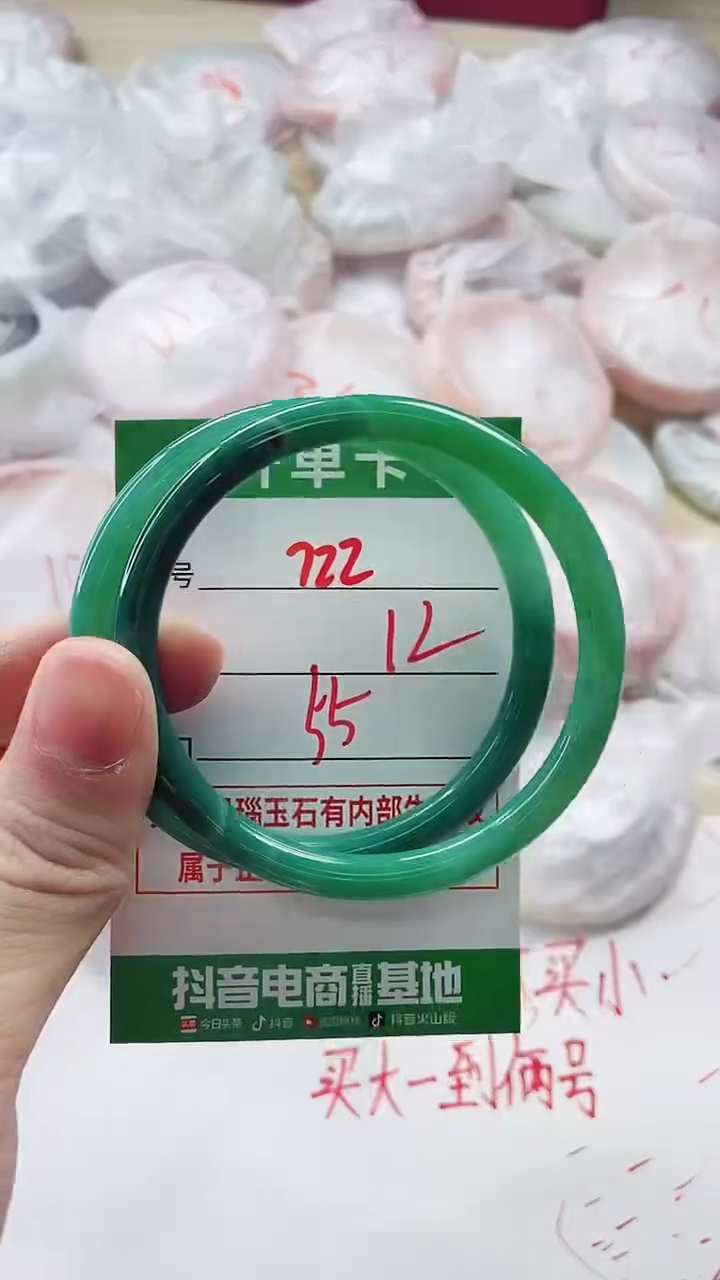 单卡
号 722
12
55
瑙玉石有内部
属于
抖音电商直播基地
今日头条 抖音 抖音火山版
买小
买大一到俩号